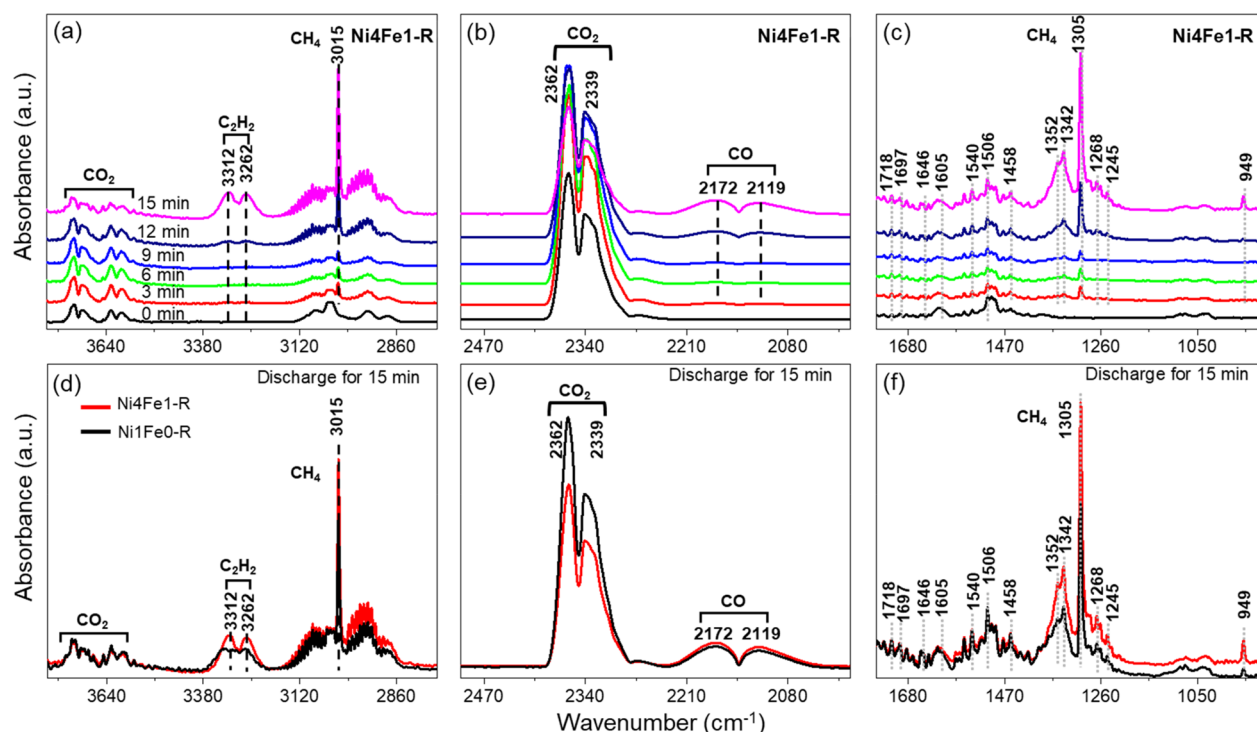 Absorbance (a.u.)
(a)
CH4
3015
Ni4Fe1-R
C2H2
3312
3262
CO2
15 min
12 min
9 min
6 min
3 min
0 min
3640
3380
3120
2860
(b)
CO2
Ni4Fe1-R
2362
2339
CO
2172
2119
2470
2340
2210
2080
(c)
CH4
1305
Ni4Fe1-R
1718
1697
1646
1605
1540
1506
1458
1352
1342
1268
1245
949
1680
1470
1260
1050
Absorbance (a.u.)
(d)
Discharge for 15 min
Ni4Fe1-R
Ni1Fe0-R
3015
CH4
C2H2
3312
3262
CO2
3640
3380
3120
2860
(e)
Discharge for 15 min
CO2
2362
2339
CO
2172
2119
2470
2340
2210
2080
(f)
Discharge for 15 min
CH4
1305
1718
1697
1646
1605
1540
1506
1458
1352
1342
1268
1245
949
1680
1470
1260
1050
Wavenumber (cm-1)